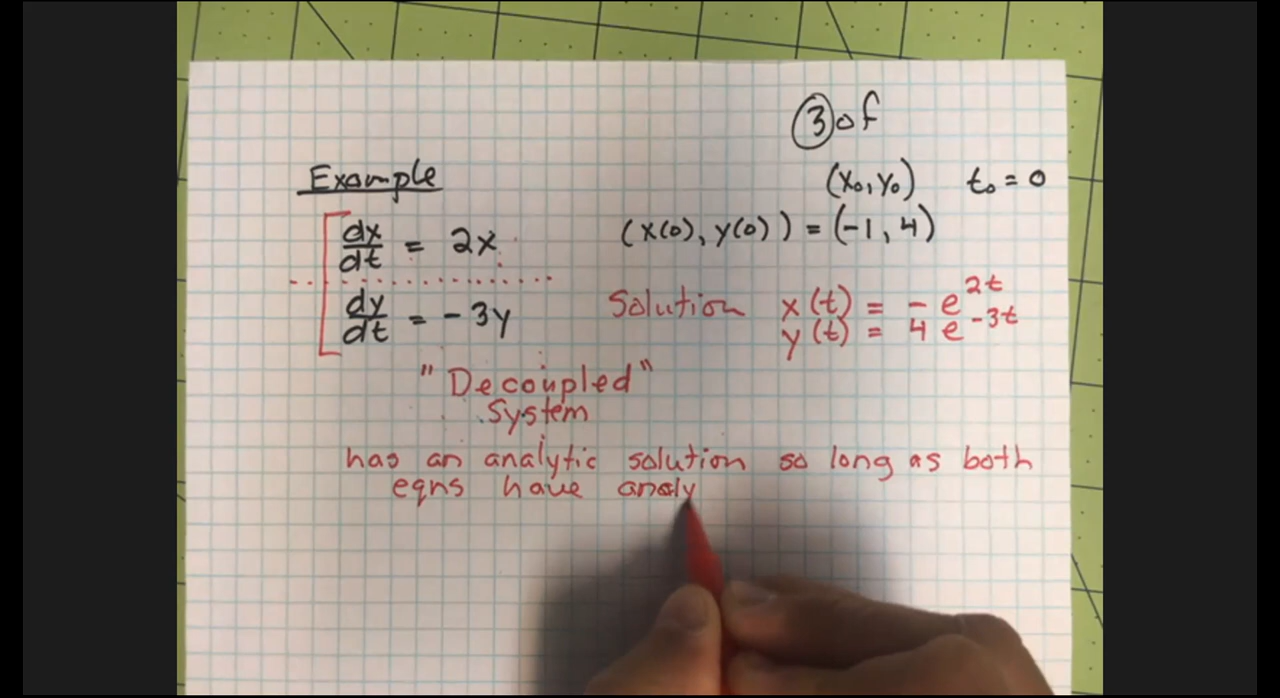 ③ of
Example
(x₀, y₀) t₀ = 0
dx/dt = 2x
(x(0), y(0)) = (-1, 4)
Solution x(t) = - e^2t
dy/dt = - 3y
y(t) = 4 e^-3t
"Decoupled"
System
has an analytic solution so long as both
eqns have analy